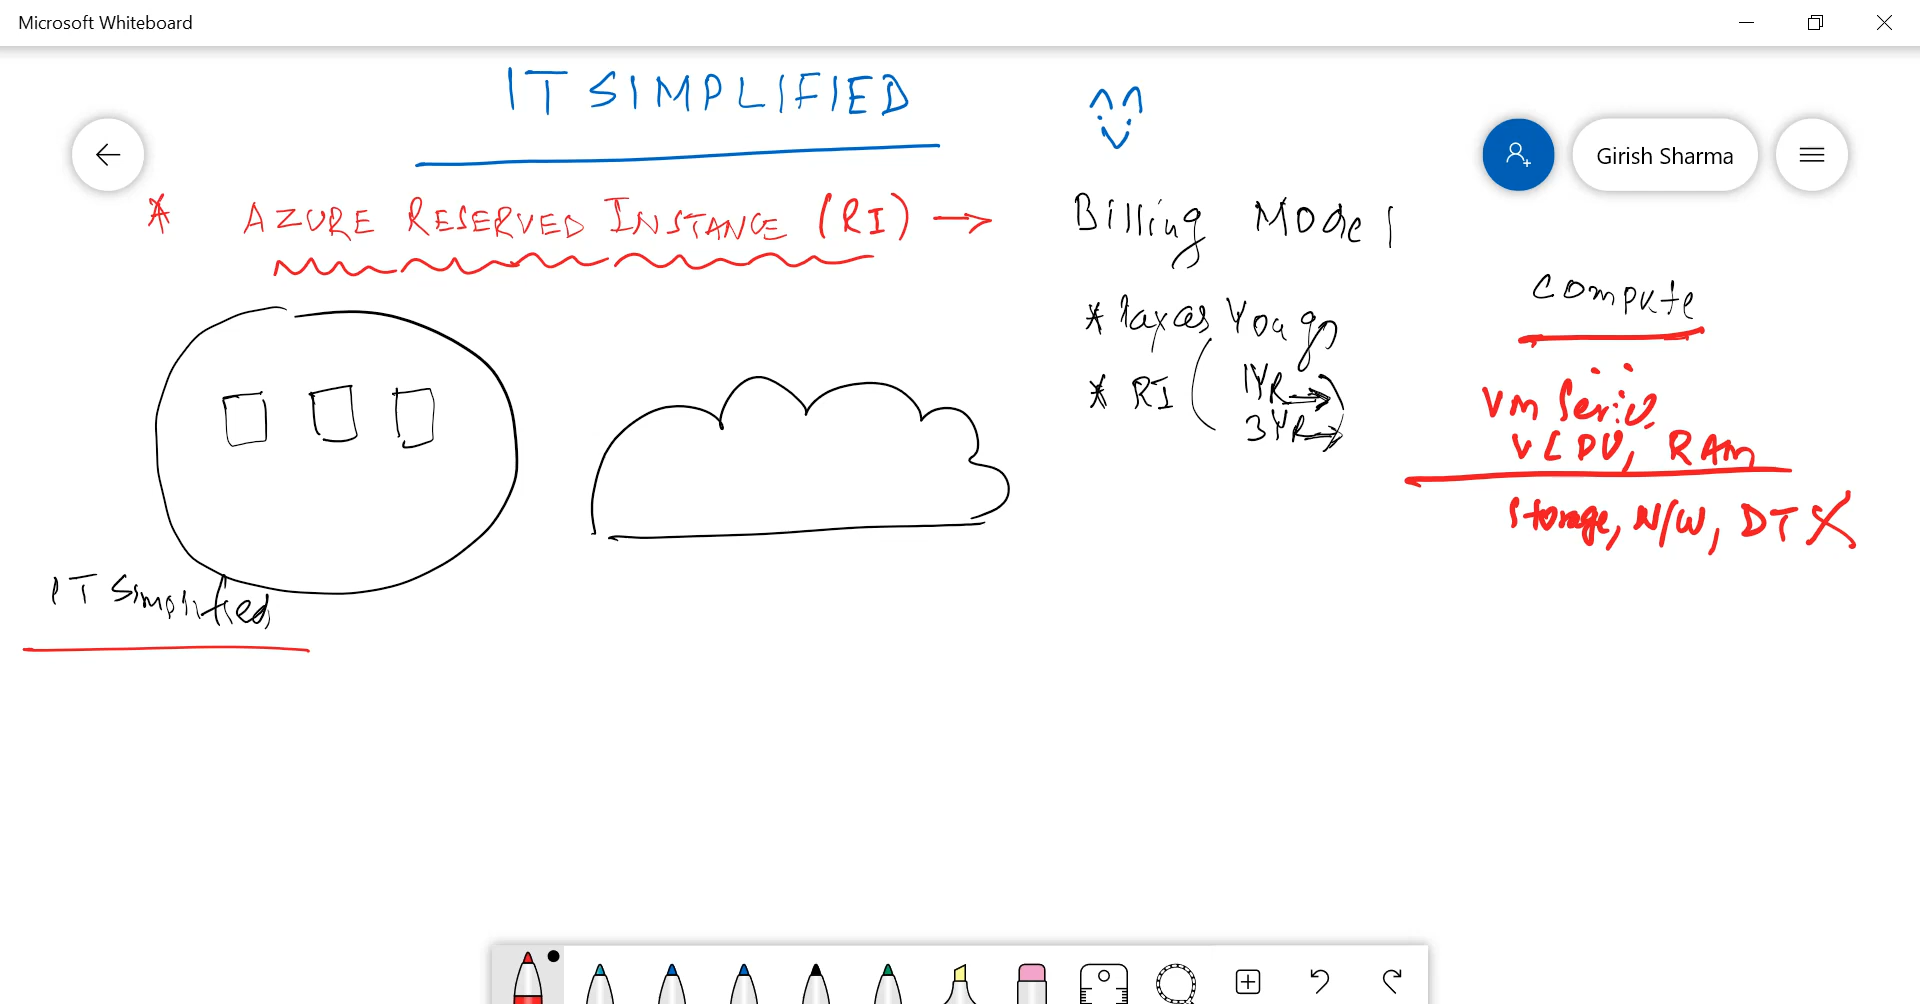 Microsoft Whiteboard
IT SIMPLIFIED
Girish Sharma
* AZURE RESERVED INSTANCE (RI) → Billing Model
compute
* Pay as You go
* RI ( 1YR → )
3YR →
VM Series
VCPU, RAM
Storage, N/W, DT X
IT Simplified